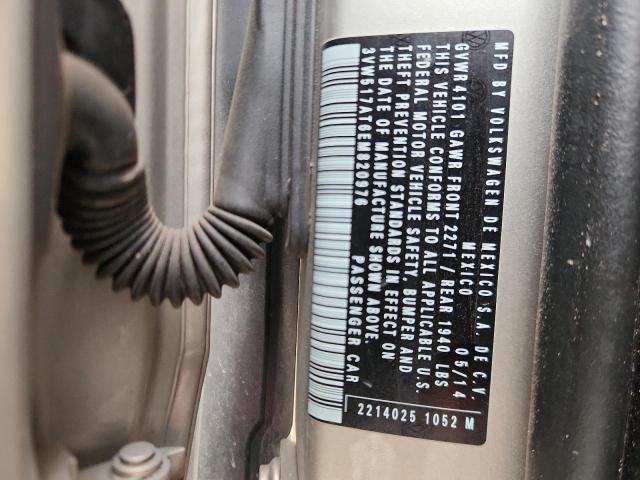 MFD BY VOLKSWAGEN DE MEXICO S.A. DE C.V.
MEXICO 05/14
GVWR 4101 GAWR FRONT 2271 / REAR 1940 LBS
THIS VEHICLE CONFORMS TO ALL APPLICABLE U.S.
FEDERAL MOTOR VEHICLE SAFETY, BUMPER AND
THEFT PREVENTION STANDARDS IN EFFECT ON
THE DATE OF MANUFACTURE SHOWN ABOVE.
3VW517AT6EM820976 PASSENGER CAR
2214025 1052 M